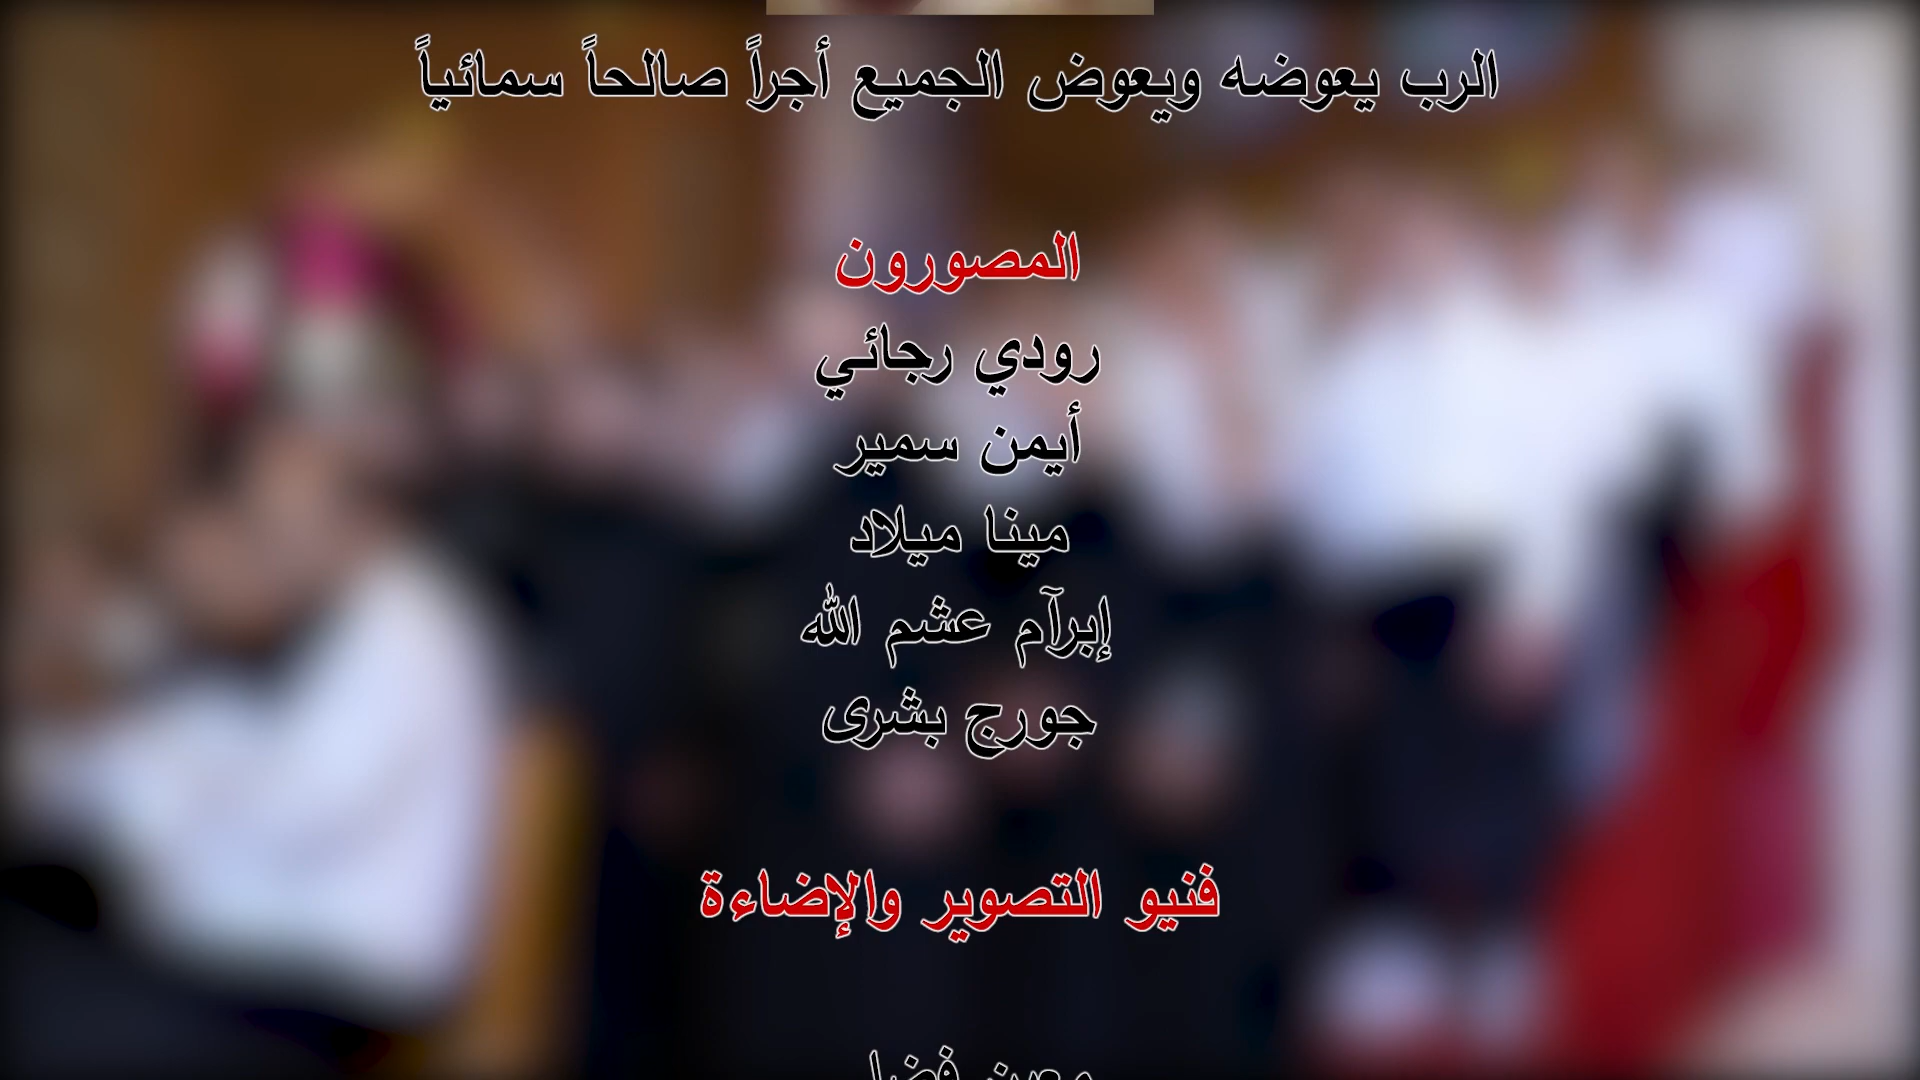 الرب يعوضه ويعوض الجميع أجراً صالحاً سمائياً
المصورون
رودي رجائي
أيمن سمير
مينا ميلاد
إبرآم عشم الله
جورج بشرى
فنيو التصوير والإضاءة